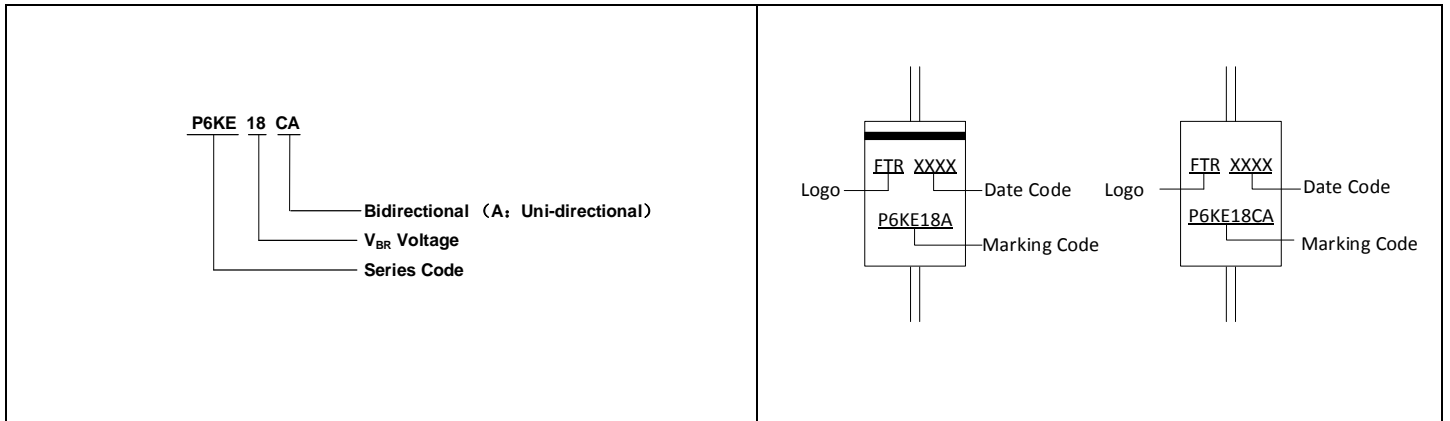 P6KE 18 CA
Bidirectional （A：Uni-directional）
VBR Voltage
Series Code
FTR XXXX
Logo
Date Code
P6KE18A
Marking Code
FTR XXXX
Logo
Date Code
P6KE18CA
Marking Code